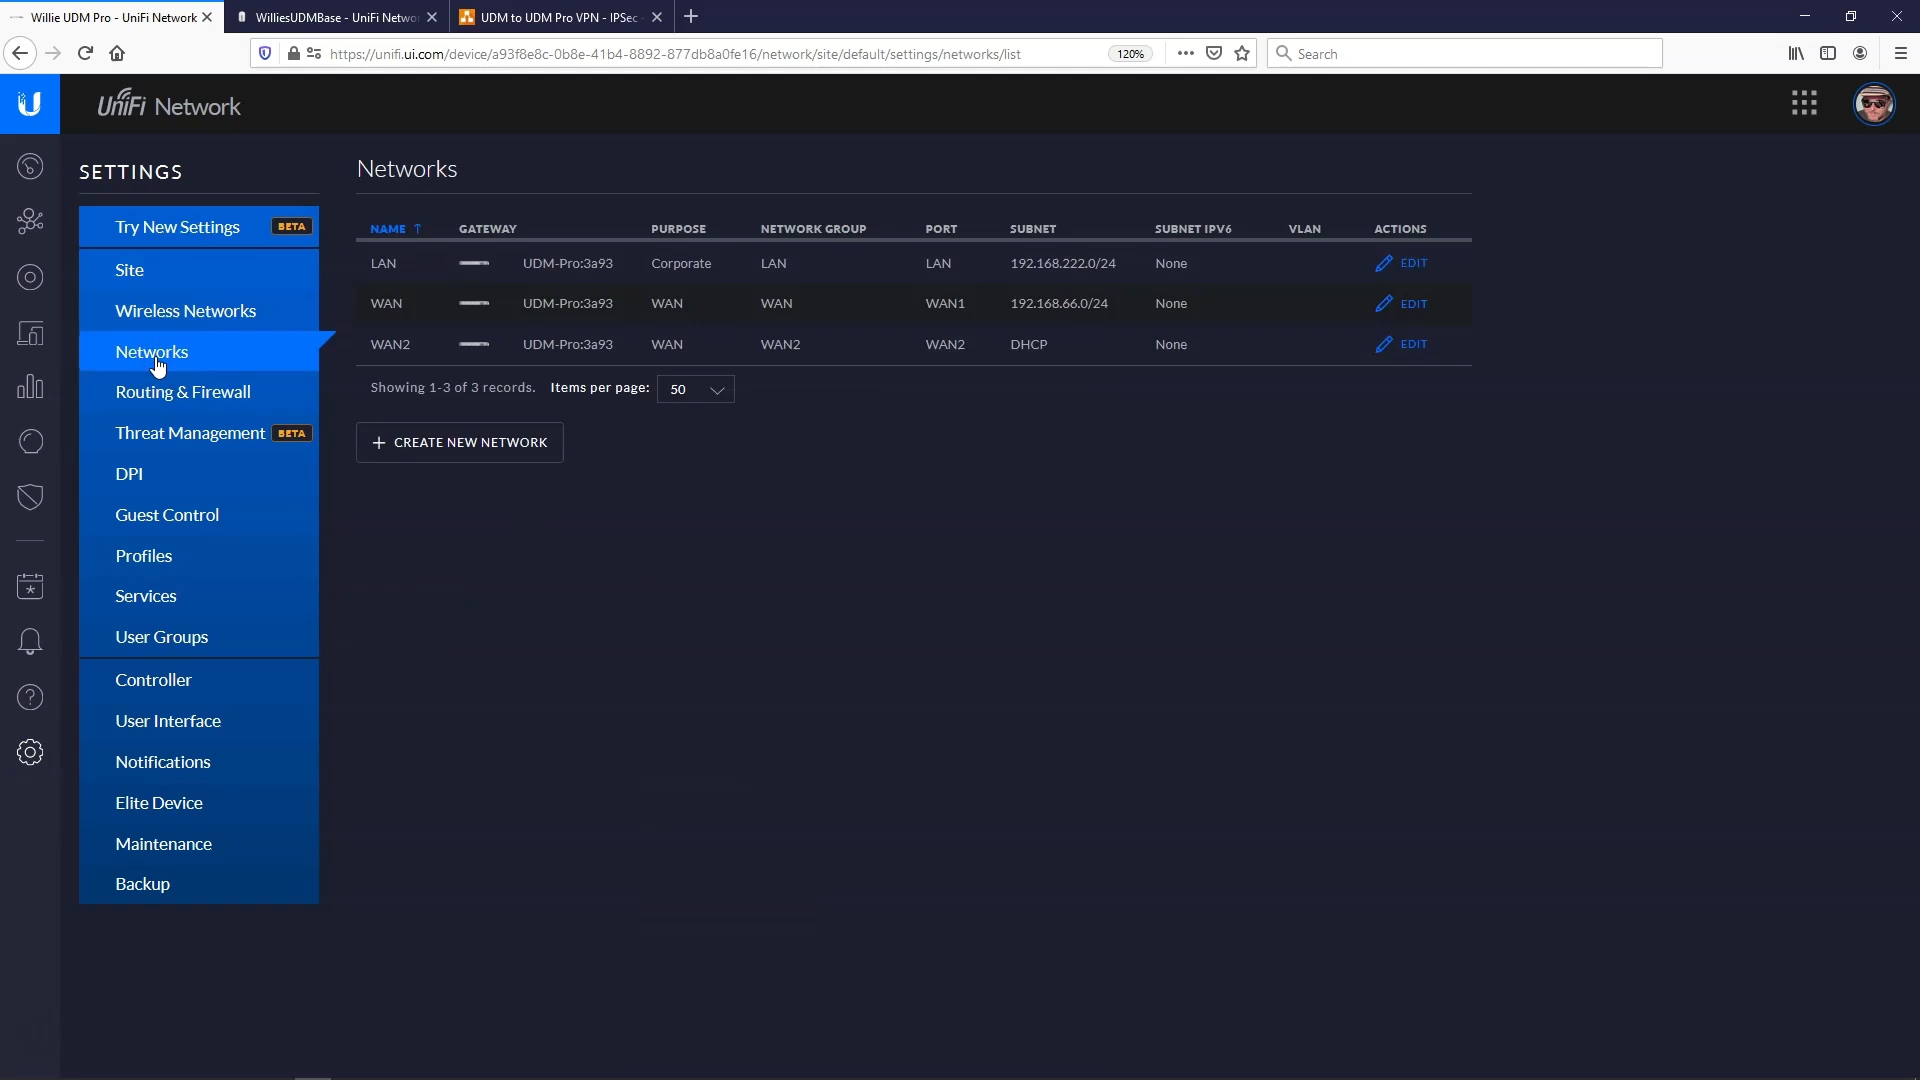 Willie UDM Pro - UniFi Network
WilliesUDMBase - UniFi Netwo
UDM to UDM Pro VPN - IPSec
https://unifi.ui.com/device/a93f8e8c-0b8e-41b4-8892-877db8a0fe16/network/site/default/settings/networks/list
120%
Search
U
UniFi Network
SETTINGS
Try New Settings BETA
Site
Wireless Networks
Networks
Routing & Firewall
Threat Management BETA
DPI
Guest Control
Profiles
Services
User Groups
Controller
User Interface
Notifications
Elite Device
Maintenance
Backup
Networks
NAME ↑ GATEWAY PURPOSE NETWORK GROUP PORT SUBNET SUBNET IPV6 VLAN ACTIONS
LAN UDM-Pro:3a93 Corporate LAN LAN 192.168.222.0/24 None EDIT
WAN UDM-Pro:3a93 WAN WAN WAN1 192.168.66.0/24 None EDIT
WAN2 UDM-Pro:3a93 WAN WAN2 WAN2 DHCP None EDIT
Showing 1-3 of 3 records. Items per page: 50
+ CREATE NEW NETWORK